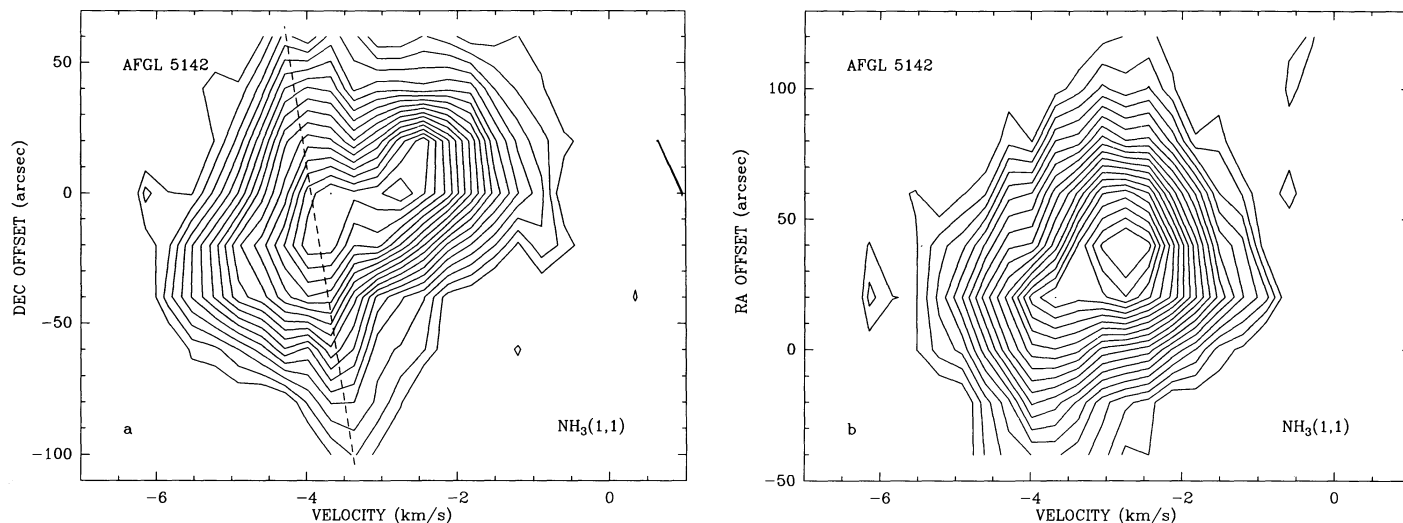 AFGL 5142
50
0
−50
−100
DEC OFFSET (arcsec)
a
NH₃(1,1)
−6
−4
−2
0
VELOCITY (km/s)
AFGL 5142
100
50
0
−50
RA OFFSET (arcsec)
b
NH₃(1,1)
−6
−4
−2
0
VELOCITY (km/s)